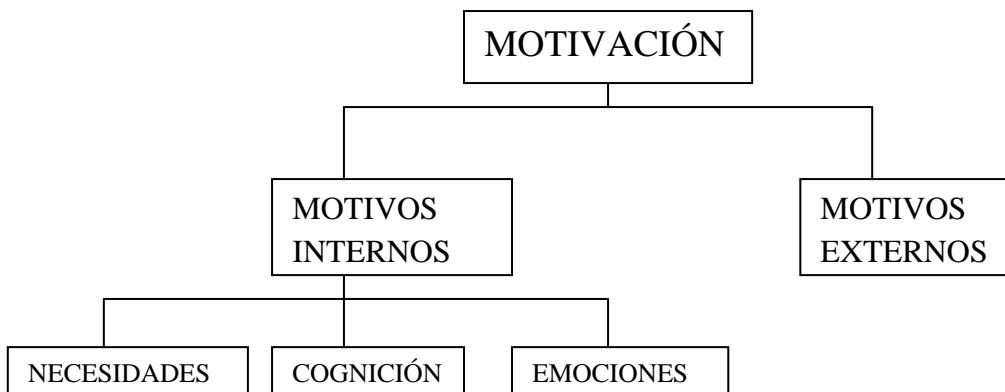 MOTIVACIÓN
MOTIVOS
INTERNOS
MOTIVOS
EXTERNOS
NECESIDADES
COGNICIÓN
EMOCIONES